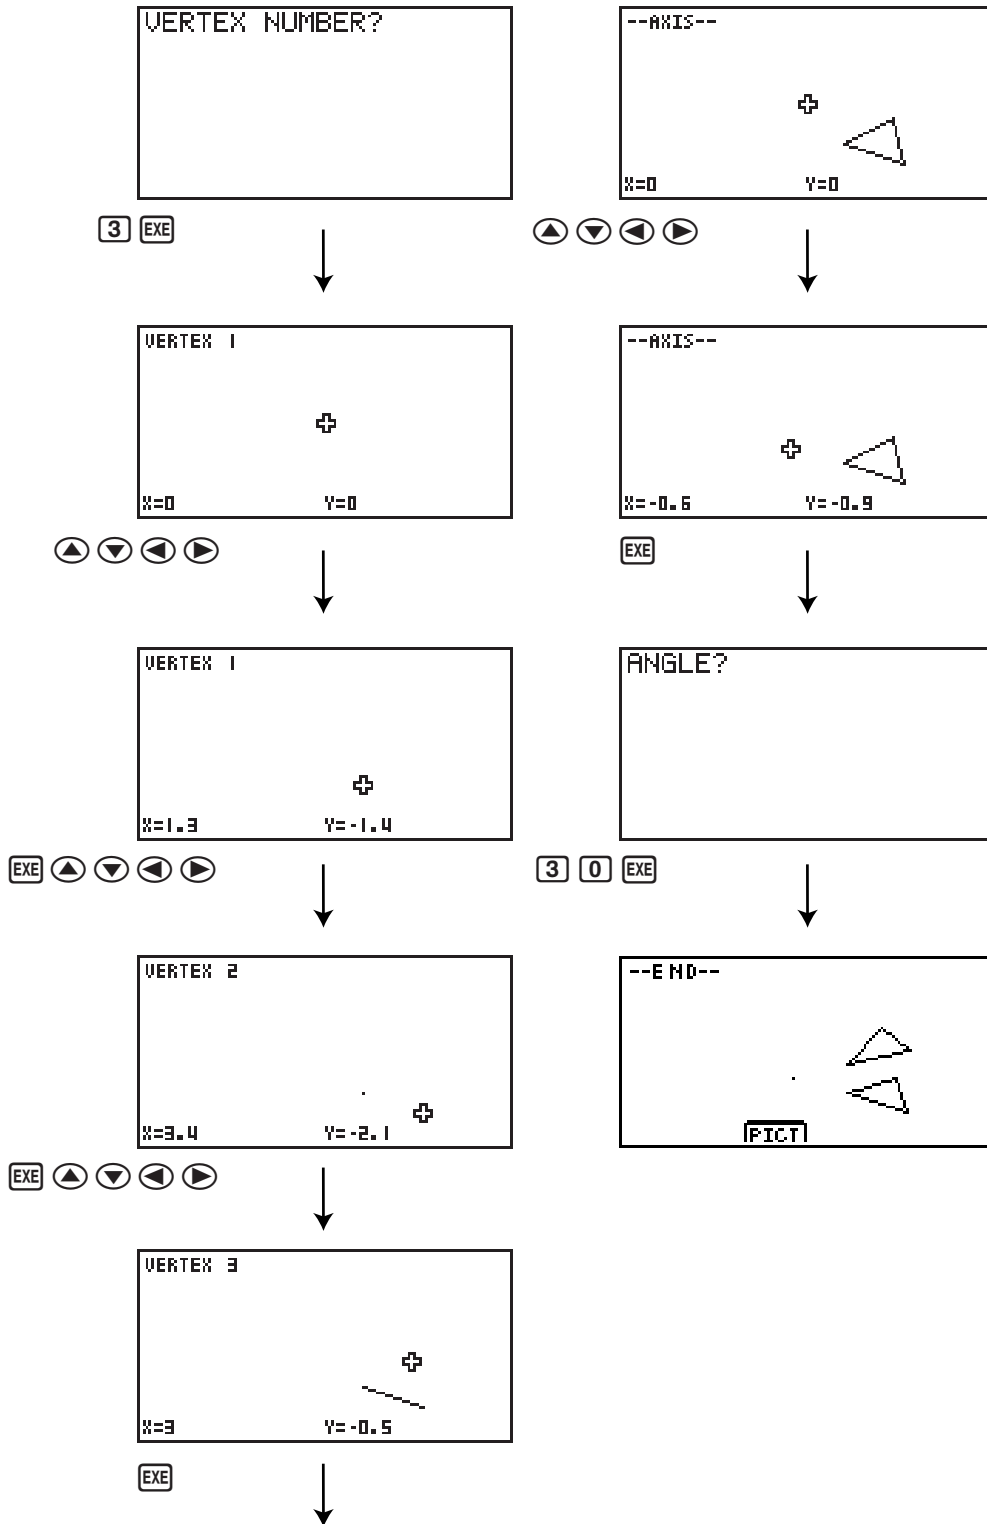 VERTEX NUMBER?
3 EXE
VERTEX 1
X=0 Y=0
VERTEX 1
X=1.3 Y=-1.4
EXE
VERTEX 2
X=3.4 Y=-2.1
EXE
VERTEX 3
X=3 Y=-0.5
EXE
--AXIS--
X=0 Y=0
--AXIS--
X=-0.6 Y=-0.9
EXE
ANGLE?
3 0 EXE
--END--
PICT